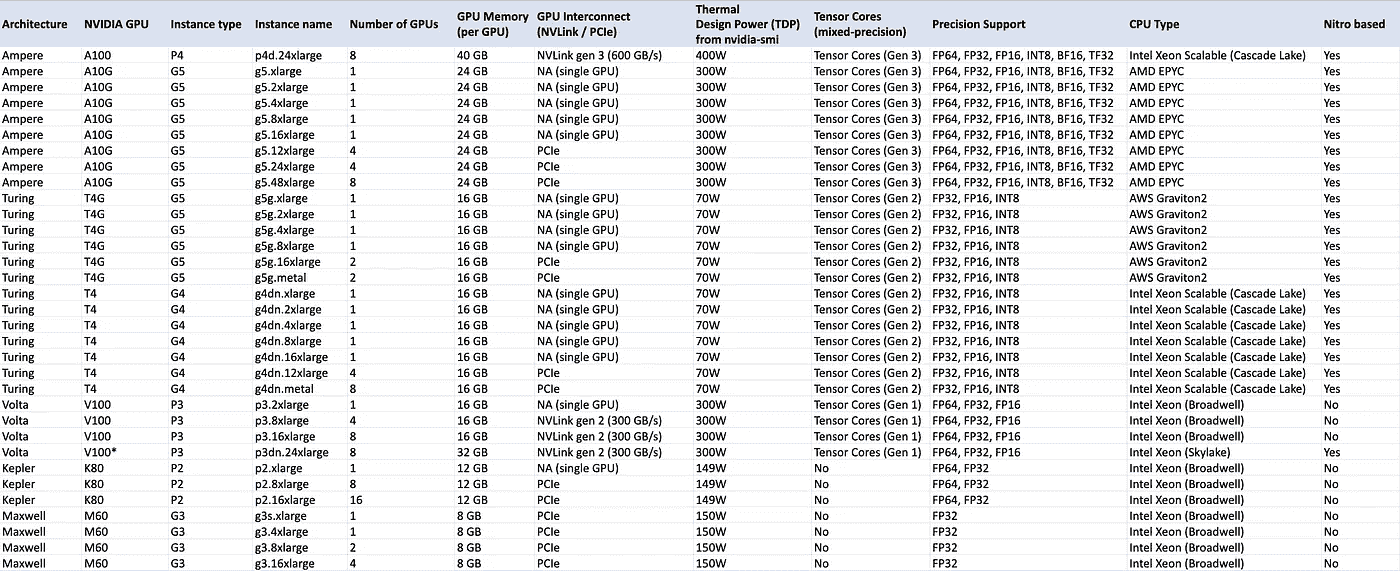 Architecture NVIDIA GPU Instance type Instance name Number of GPUs GPU Memory (per GPU) GPU Interconnect (NVLink / PCIe) Thermal Design Power (TDP) from nvidia-smi Tensor Cores (mixed-precision) Precision Support CPU Type Nitro based
Ampere A100 P4 p4d.24xlarge 8 40 GB NVLink gen 3 (600 GB/s) 400W Tensor Cores (Gen 3) FP64, FP32, FP16, INT8, BF16, TF32 Intel Xeon Scalable (Cascade Lake) Yes
Ampere A10G G5 g5.xlarge 1 24 GB NA (single GPU) 300W Tensor Cores (Gen 3) FP64, FP32, FP16, INT8, BF16, TF32 AMD EPYC Yes
Ampere A10G G5 g5.2xlarge 1 24 GB NA (single GPU) 300W Tensor Cores (Gen 3) FP64, FP32, FP16, INT8, BF16, TF32 AMD EPYC Yes
Ampere A10G G5 g5.4xlarge 1 24 GB NA (single GPU) 300W Tensor Cores (Gen 3) FP64, FP32, FP16, INT8, BF16, TF32 AMD EPYC Yes
Ampere A10G G5 g5.8xlarge 1 24 GB NA (single GPU) 300W Tensor Cores (Gen 3) FP64, FP32, FP16, INT8, BF16, TF32 AMD EPYC Yes
Ampere A10G G5 g5.16xlarge 1 24 GB NA (single GPU) 300W Tensor Cores (Gen 3) FP64, FP32, FP16, INT8, BF16, TF32 AMD EPYC Yes
Ampere A10G G5 g5.12xlarge 4 24 GB PCIe 300W Tensor Cores (Gen 3) FP64, FP32, FP16, INT8, BF16, TF32 AMD EPYC Yes
Ampere A10G G5 g5.24xlarge 4 24 GB PCIe 300W Tensor Cores (Gen 3) FP64, FP32, FP16, INT8, BF16, TF32 AMD EPYC Yes
Ampere A10G G5 g5.48xlarge 8 24 GB PCIe 300W Tensor Cores (Gen 3) FP64, FP32, FP16, INT8, BF16, TF32 AMD EPYC Yes
Turing T4G G5 g5g.xlarge 1 16 GB NA (single GPU) 70W Tensor Cores (Gen 2) FP32, FP16, INT8 AWS Graviton2 Yes
Turing T4G G5 g5g.2xlarge 1 16 GB NA (single GPU) 70W Tensor Cores (Gen 2) FP32, FP16, INT8 AWS Graviton2 Yes
Turing T4G G5 g5g.4xlarge 1 16 GB NA (single GPU) 70W Tensor Cores (Gen 2) FP32, FP16, INT8 AWS Graviton2 Yes
Turing T4G G5 g5g.8xlarge 1 16 GB NA (single GPU) 70W Tensor Cores (Gen 2) FP32, FP16, INT8 AWS Graviton2 Yes
Turing T4G G5 g5g.16xlarge 2 16 GB PCIe 70W Tensor Cores (Gen 2) FP32, FP16, INT8 AWS Graviton2 Yes
Turing T4G G5 g5g.metal 2 16 GB PCIe 70W Tensor Cores (Gen 2) FP32, FP16, INT8 AWS Graviton2 Yes
Turing T4 G4 g4dn.xlarge 1 16 GB NA (single GPU) 70W Tensor Cores (Gen 2) FP32, FP16, INT8 Intel Xeon Scalable (Cascade Lake) Yes
Turing T4 G4 g4dn.2xlarge 1 16 GB NA (single GPU) 70W Tensor Cores (Gen 2) FP32, FP16, INT8 Intel Xeon Scalable (Cascade Lake) Yes
Turing T4 G4 g4dn.4xlarge 1 16 GB NA (single GPU) 70W Tensor Cores (Gen 2) FP32, FP16, INT8 Intel Xeon Scalable (Cascade Lake) Yes
Turing T4 G4 g4dn.8xlarge 1 16 GB NA (single GPU) 70W Tensor Cores (Gen 2) FP32, FP16, INT8 Intel Xeon Scalable (Cascade Lake) Yes
Turing T4 G4 g4dn.16xlarge 1 16 GB NA (single GPU) 70W Tensor Cores (Gen 2) FP32, FP16, INT8 Intel Xeon Scalable (Cascade Lake) Yes
Turing T4 G4 g4dn.12xlarge 4 16 GB PCIe 70W Tensor Cores (Gen 2) FP32, FP16, INT8 Intel Xeon Scalable (Cascade Lake) Yes
Turing T4 G4 g4dn.metal 8 16 GB PCIe 70W Tensor Cores (Gen 2) FP32, FP16, INT8 Intel Xeon Scalable (Cascade Lake) Yes
Volta V100 P3 p3.2xlarge 1 16 GB NA (single GPU) 300W Tensor Cores (Gen 1) FP64, FP32, FP16 Intel Xeon (Broadwell) No
Volta V100 P3 p3.8xlarge 4 16 GB NVLink gen 2 (300 GB/s) 300W Tensor Cores (Gen 1) FP64, FP32, FP16 Intel Xeon (Broadwell) No
Volta V100 P3 p3.16xlarge 8 16 GB NVLink gen 2 (300 GB/s) 300W Tensor Cores (Gen 1) FP64, FP32, FP16 Intel Xeon (Broadwell) No
Volta V100* P3 p3dn.24xlarge 8 32 GB NVLink gen 2 (300 GB/s) 300W Tensor Cores (Gen 1) FP64, FP32, FP16 Intel Xeon (Skylake) Yes
Kepler K80 P2 p2.xlarge 1 12 GB NA (single GPU) 149W No FP64, FP32 Intel Xeon (Broadwell) No
Kepler K80 P2 p2.8xlarge 8 12 GB PCIe 149W No FP64, FP32 Intel Xeon (Broadwell) No
Kepler K80 P2 p2.16xlarge 16 12 GB PCIe 149W No FP64, FP32 Intel Xeon (Broadwell) No
Maxwell M60 G3 g3s.xlarge 1 8 GB PCIe 150W No FP32 Intel Xeon (Broadwell) No
Maxwell M60 G3 g3.4xlarge 1 8 GB PCIe 150W No FP32 Intel Xeon (Broadwell) No
Maxwell M60 G3 g3.8xlarge 2 8 GB PCIe 150W No FP32 Intel Xeon (Broadwell) No
Maxwell M60 G3 g3.16xlarge 4 8 GB PCIe 150W No FP32 Intel Xeon (Broadwell) No